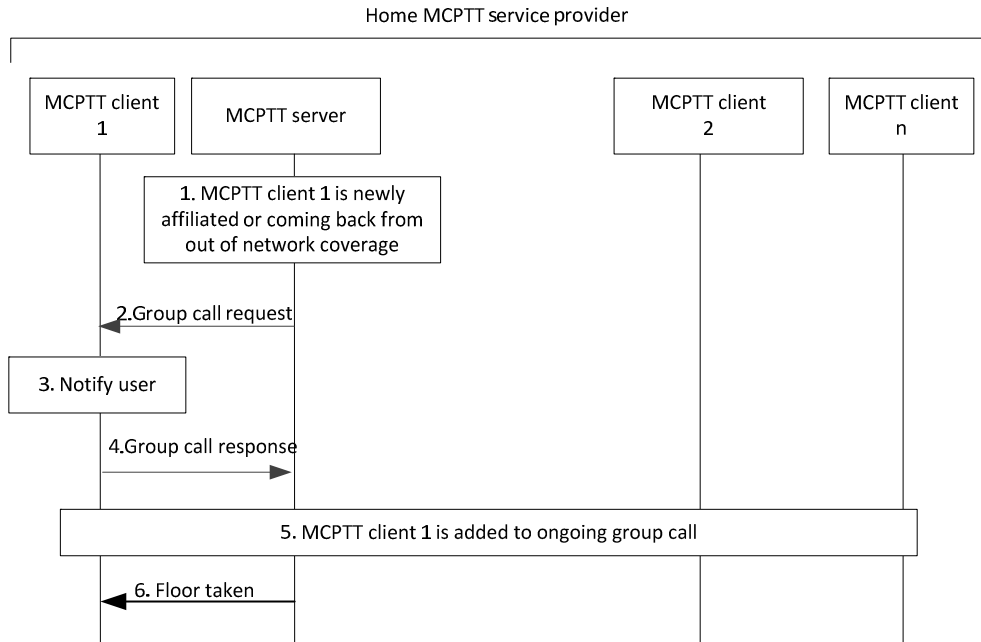 Home MCPTT service provider
MCPTT client
1
MCPTT server
MCPTT client
2
MCPTT client
n
1. MCPTT client 1 is newly
affiliated or coming back from
out of network coverage
2.Group call request
3. Notify user
4.Group call response
5. MCPTT client 1 is added to ongoing group call
6. Floor taken